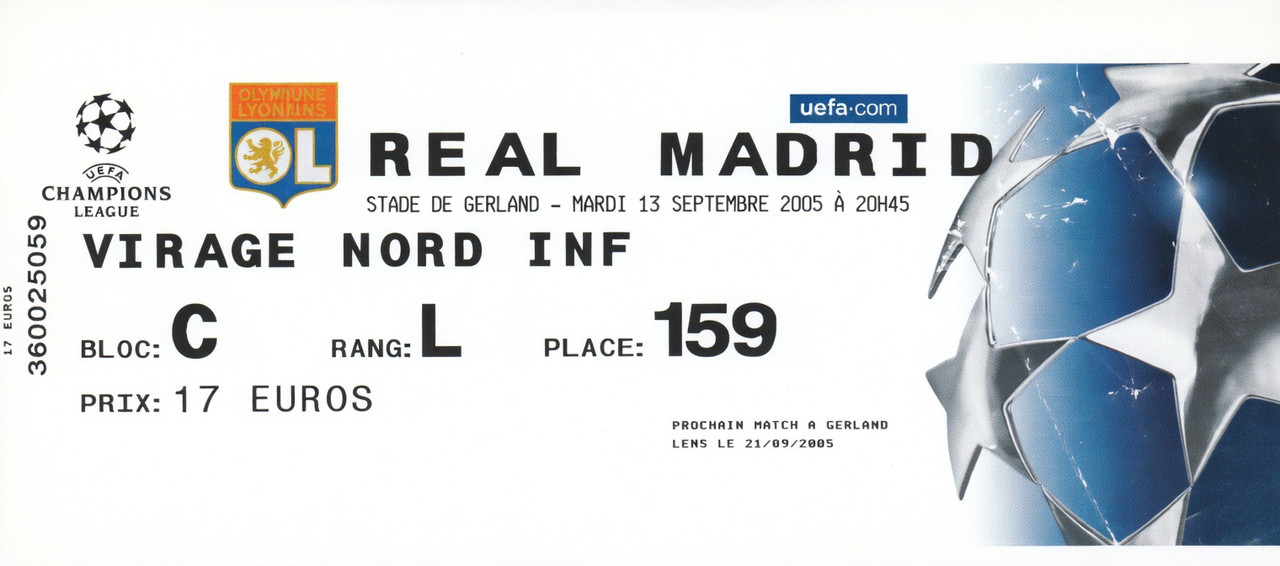 UEFA
CHAMPIONS
LEAGUE
OLYMPIQUE
LYONNAIS
OL
uefa.com
REAL MADRID
STADE DE GERLAND – MARDI 13 SEPTEMBRE 2005 À 20H45
VIRAGE NORD INF
BLOC: C RANG: L PLACE: 159
PRIX: 17 EUROS
PROCHAIN MATCH A GERLAND
LENS LE 21/09/2005
17 EUROS
360025059